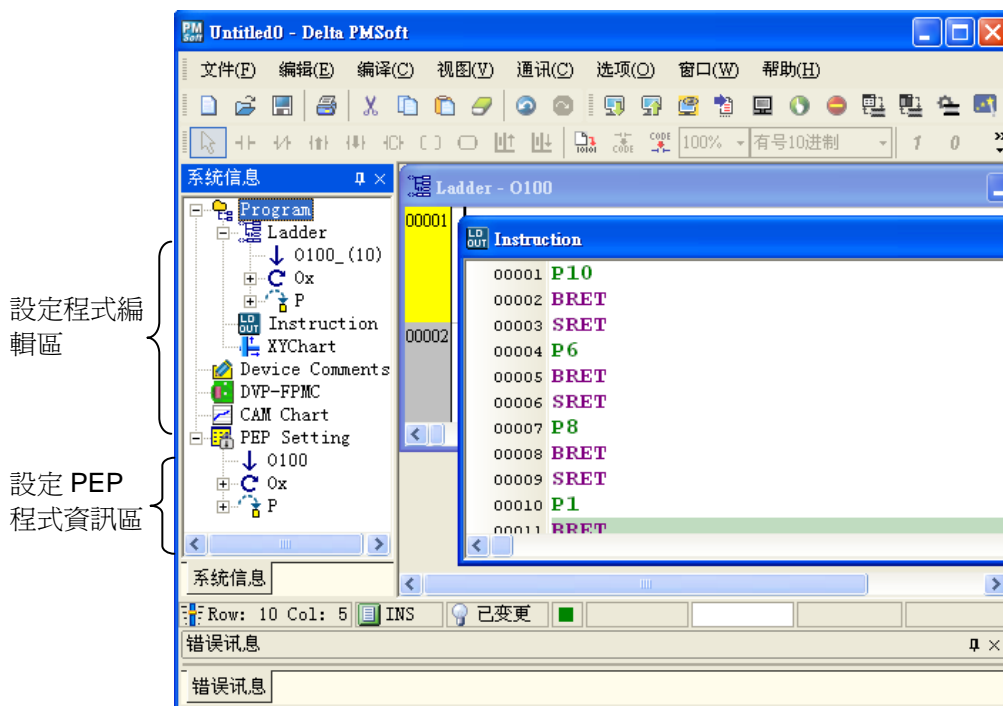 Untitled0 - Delta PMSoft
文件(F) 编辑(E) 编译(C) 视图(V) 通讯(C) 选项(O) 窗口(W) 帮助(H)
100% 有号10进制 1 0
系统信息
Program
Ladder
O100_(10)
Ox
P
Instruction
XYChart
Device Comments
DVP-FPMC
CAM Chart
PEP Setting
O100
Ox
P
系统信息
設定程式編
輯區
設定 PEP
程式資訊區
Ladder - O100
00001
00002
Instruction
00001 P10
00002 BRET
00003 SRET
00004 P6
00005 BRET
00006 SRET
00007 P8
00008 BRET
00009 SRET
00010 P1
00011 BRET
Row: 10 Col: 5 INS 已变更
错误讯息
错误讯息